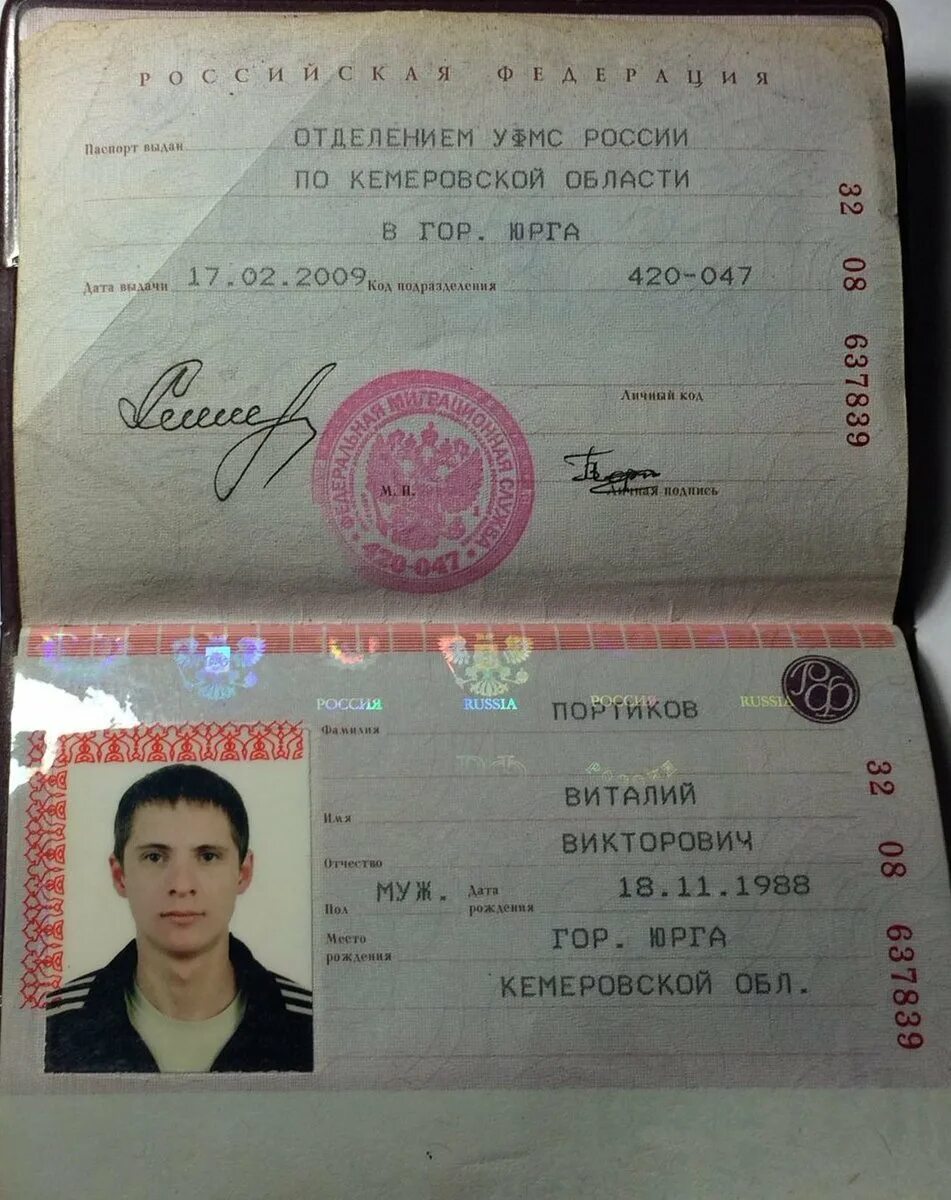 РОССИЙСКАЯ ФЕДЕРАЦИЯ
Паспорт выдан ОТДЕЛЕНИЕМ УФМС РОССИИ
ПО КЕМЕРОВСКОЙ ОБЛАСТИ
В ГОР. ЮРГА
Дата выдачи 17.02.2009 Код подразделения 420-047
32 08 637839
Личный код
ФЕДЕРАЛЬНАЯ МИГРАЦИОННАЯ СЛУЖБА
420-047
М. П.
Личная подпись
РОССИЯ RUSSIA РОССИЯ RUSSIA
РФ
ПОРТИКОВ
Фамилия
РОССИЯ
ВИТАЛИЙ
Имя
ВИКТОРОВИЧ
Отчество
Пол МУЖ. Дата рождения 18.11.1988
Место рождения ГОР. ЮРГА
КЕМЕРОВСКОЙ ОБЛ.
32 08 637839